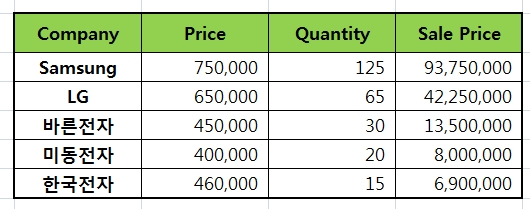 Company Price Quantity Sale Price
Samsung 750,000 125 93,750,000
LG 650,000 65 42,250,000
바른전자 450,000 30 13,500,000
미동전자 400,000 20 8,000,000
한국전자 460,000 15 6,900,000